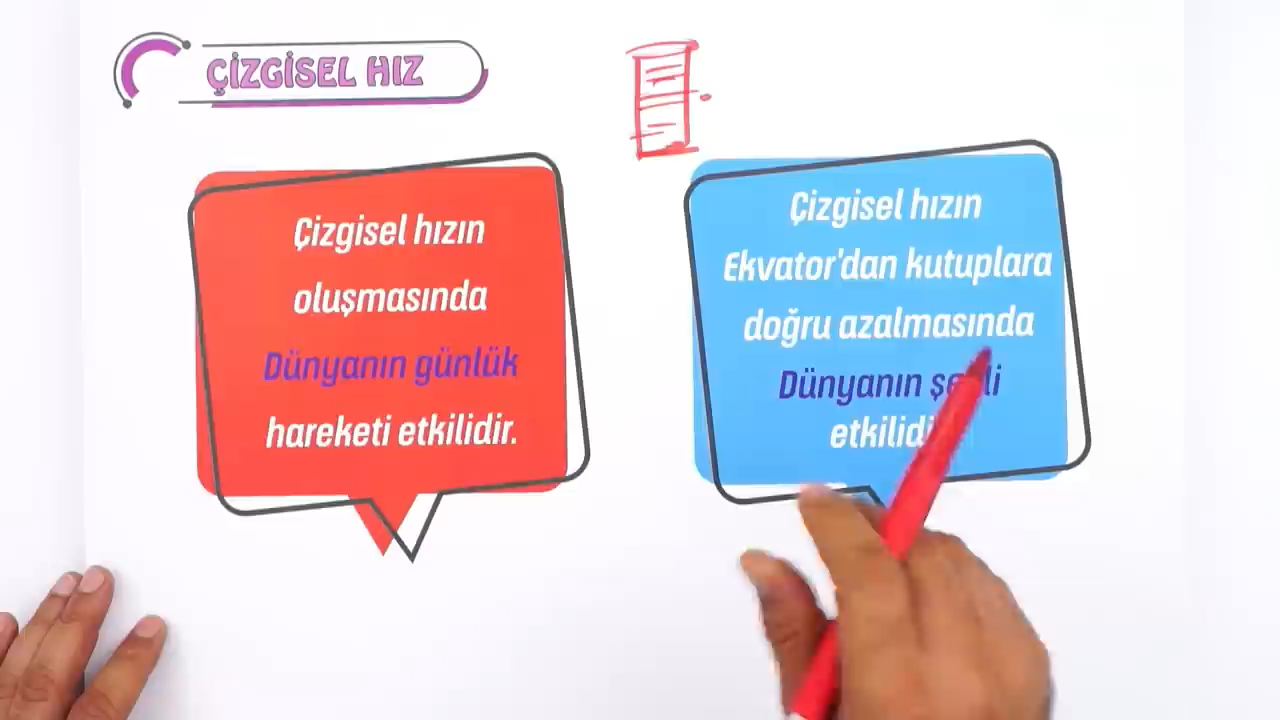 ÇİZGİSEL HIZ
Çizgisel hızın
oluşmasında
Dünyanın günlük
hareketi etkilidir.
Çizgisel hızın
Ekvator'dan kutuplara
doğru azalmasında
Dünyanın